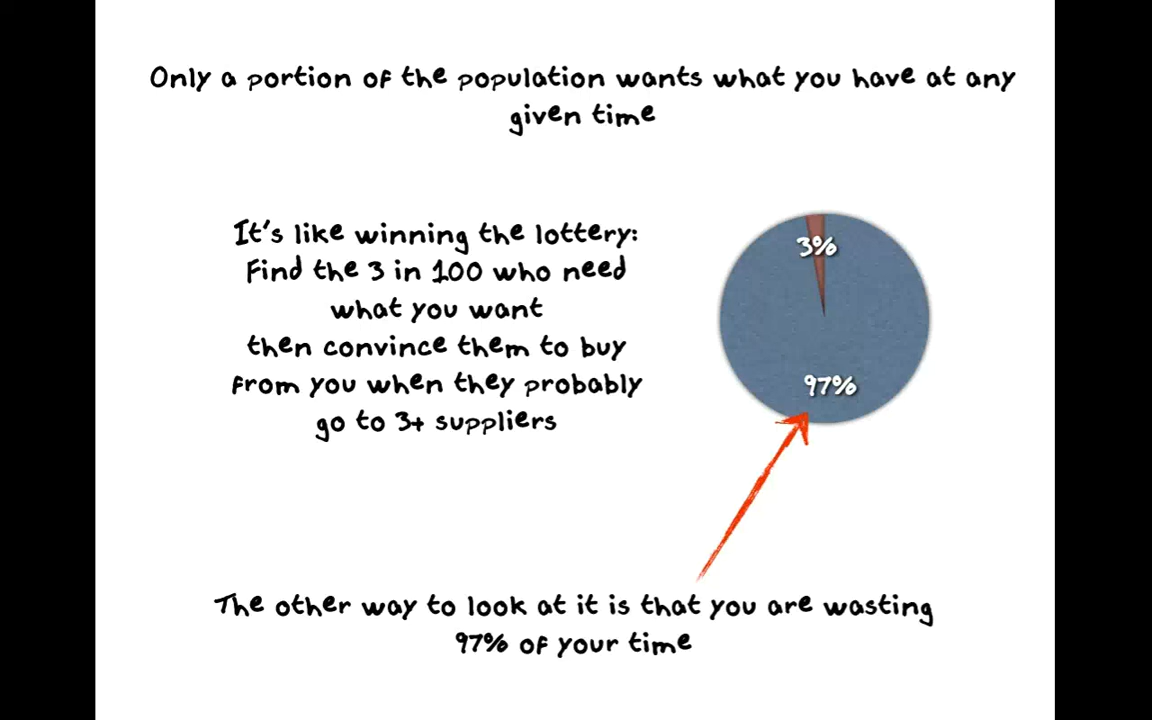 Only a portion of the population wants what you have at any
given time
It's like winning the lottery:
Find the 3 in 100 who need
what you want
then convince them to buy
from you when they probably
go to 3+ suppliers
3%
97%
The other way to look at it is that you are wasting
97% of your time